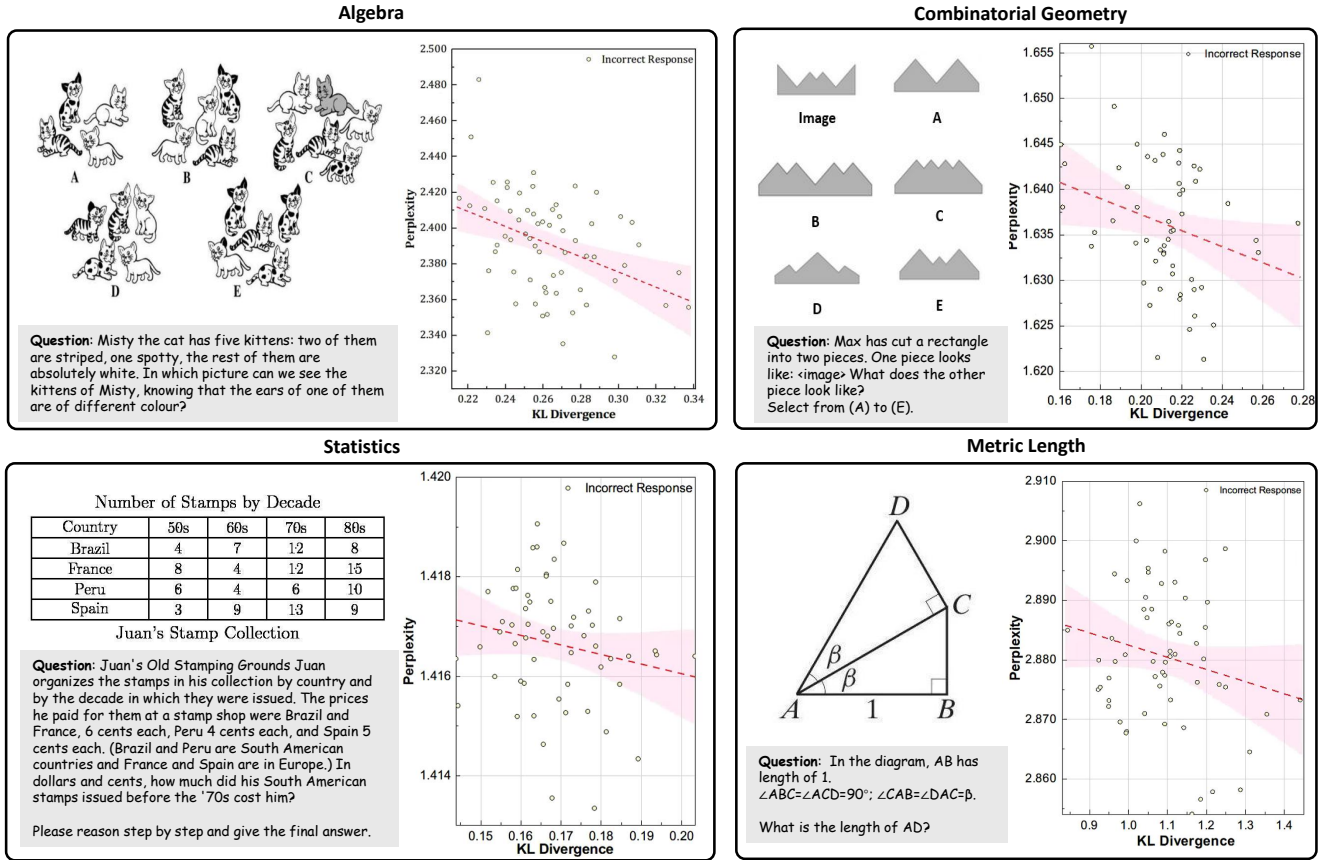 Algebra
A
B
C
D
E
Question: Misty the cat has five kittens: two of them
are striped, one spotty, the rest of them are
absolutely white. In which picture can we see the
kittens of Misty, knowing that the ears of one of them
are of different colour?
2.500
2.480
2.460
2.440
2.420
2.400
2.380
2.360
2.340
2.320
Perplexity
Incorrect Response
0.22 0.24 0.26 0.28 0.30 0.32 0.34
KL Divergence
Combinatorial Geometry
Image
A
B
C
D
E
Question: Max has cut a rectangle
into two pieces. One piece looks
like: <image> What does the other
piece look like?
Select from (A) to (E).
1.655
1.650
1.645
1.640
1.635
1.630
1.625
1.620
Perplexity
Incorrect Response
0.16 0.18 0.20 0.22 0.24 0.26 0.28
KL Divergence
Statistics
Number of Stamps by Decade
Country 50s 60s 70s 80s
Brazil 4 7 12 8
France 8 4 12 15
Peru 6 4 6 10
Spain 3 9 13 9
Juan's Stamp Collection
Question: Juan's Old Stamping Grounds Juan
organizes the stamps in his collection by country and
by the decade in which they were issued. The prices
he paid for them at a stamp shop were Brazil and
France, 6 cents each, Peru 4 cents each, and Spain 5
cents each. (Brazil and Peru are South American
countries and France and Spain are in Europe.) In
dollars and cents, how much did his South American
stamps issued before the '70s cost him?
Please reason step by step and give the final answer.
1.420
1.418
1.416
1.414
Perplexity
Incorrect Response
0.15 0.16 0.17 0.18 0.19 0.20
KL Divergence
Metric Length
D
C
β
β
A
1
B
Question: In the diagram, AB has
length of 1.
∠ABC=∠ACD=90°; ∠CAB=∠DAC=β.
What is the length of AD?
2.910
2.900
2.890
2.880
2.870
2.860
Perplexity
Incorrect Response
0.9 1.0 1.1 1.2 1.3 1.4
KL Divergence